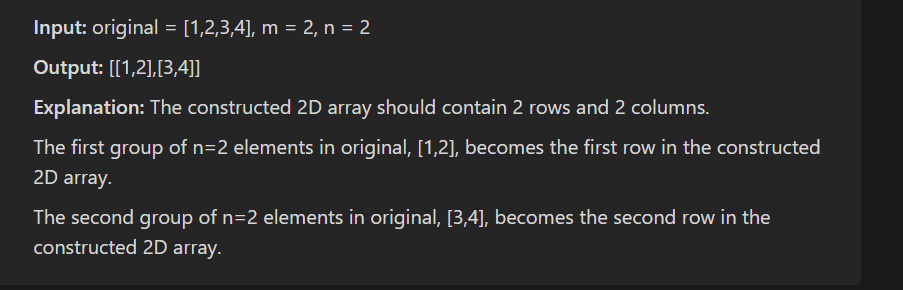 Input: original = [1,2,3,4], m = 2, n = 2
Output: [[1,2],[3,4]]
Explanation: The constructed 2D array should contain 2 rows and 2 columns.
The first group of n=2 elements in original, [1,2], becomes the first row in the constructed
2D array.
The second group of n=2 elements in original, [3,4], becomes the second row in the
constructed 2D array.